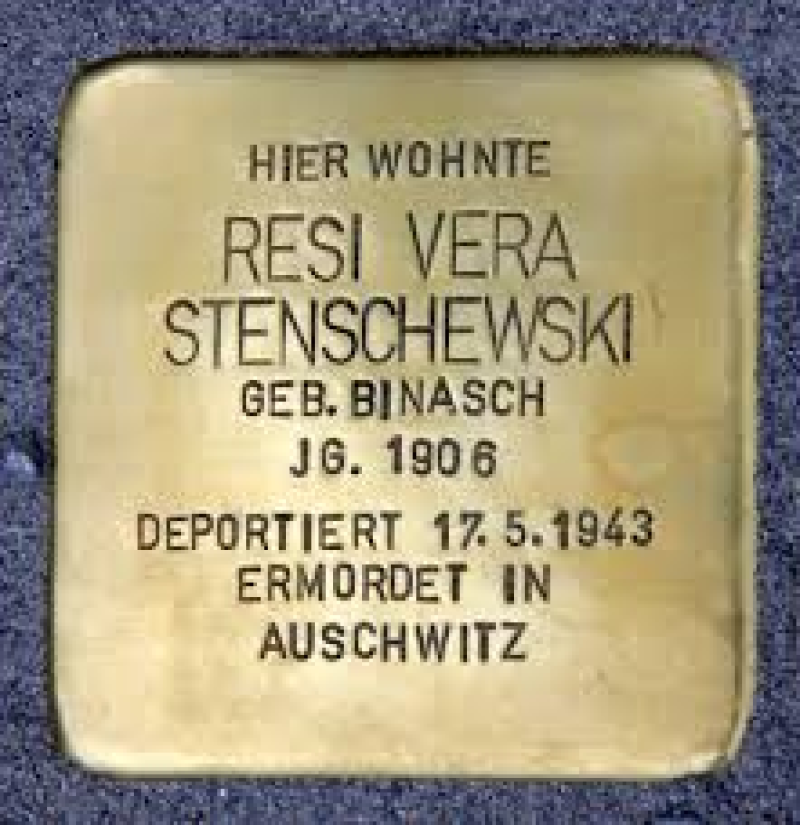 HIER WOHNTE
RESI VERA
STENSCHEWSKI
GEB. BINASCH
JG. 1906
DEPORTIERT 17. 5. 1943
ERMORDET IN
AUSCHWITZ